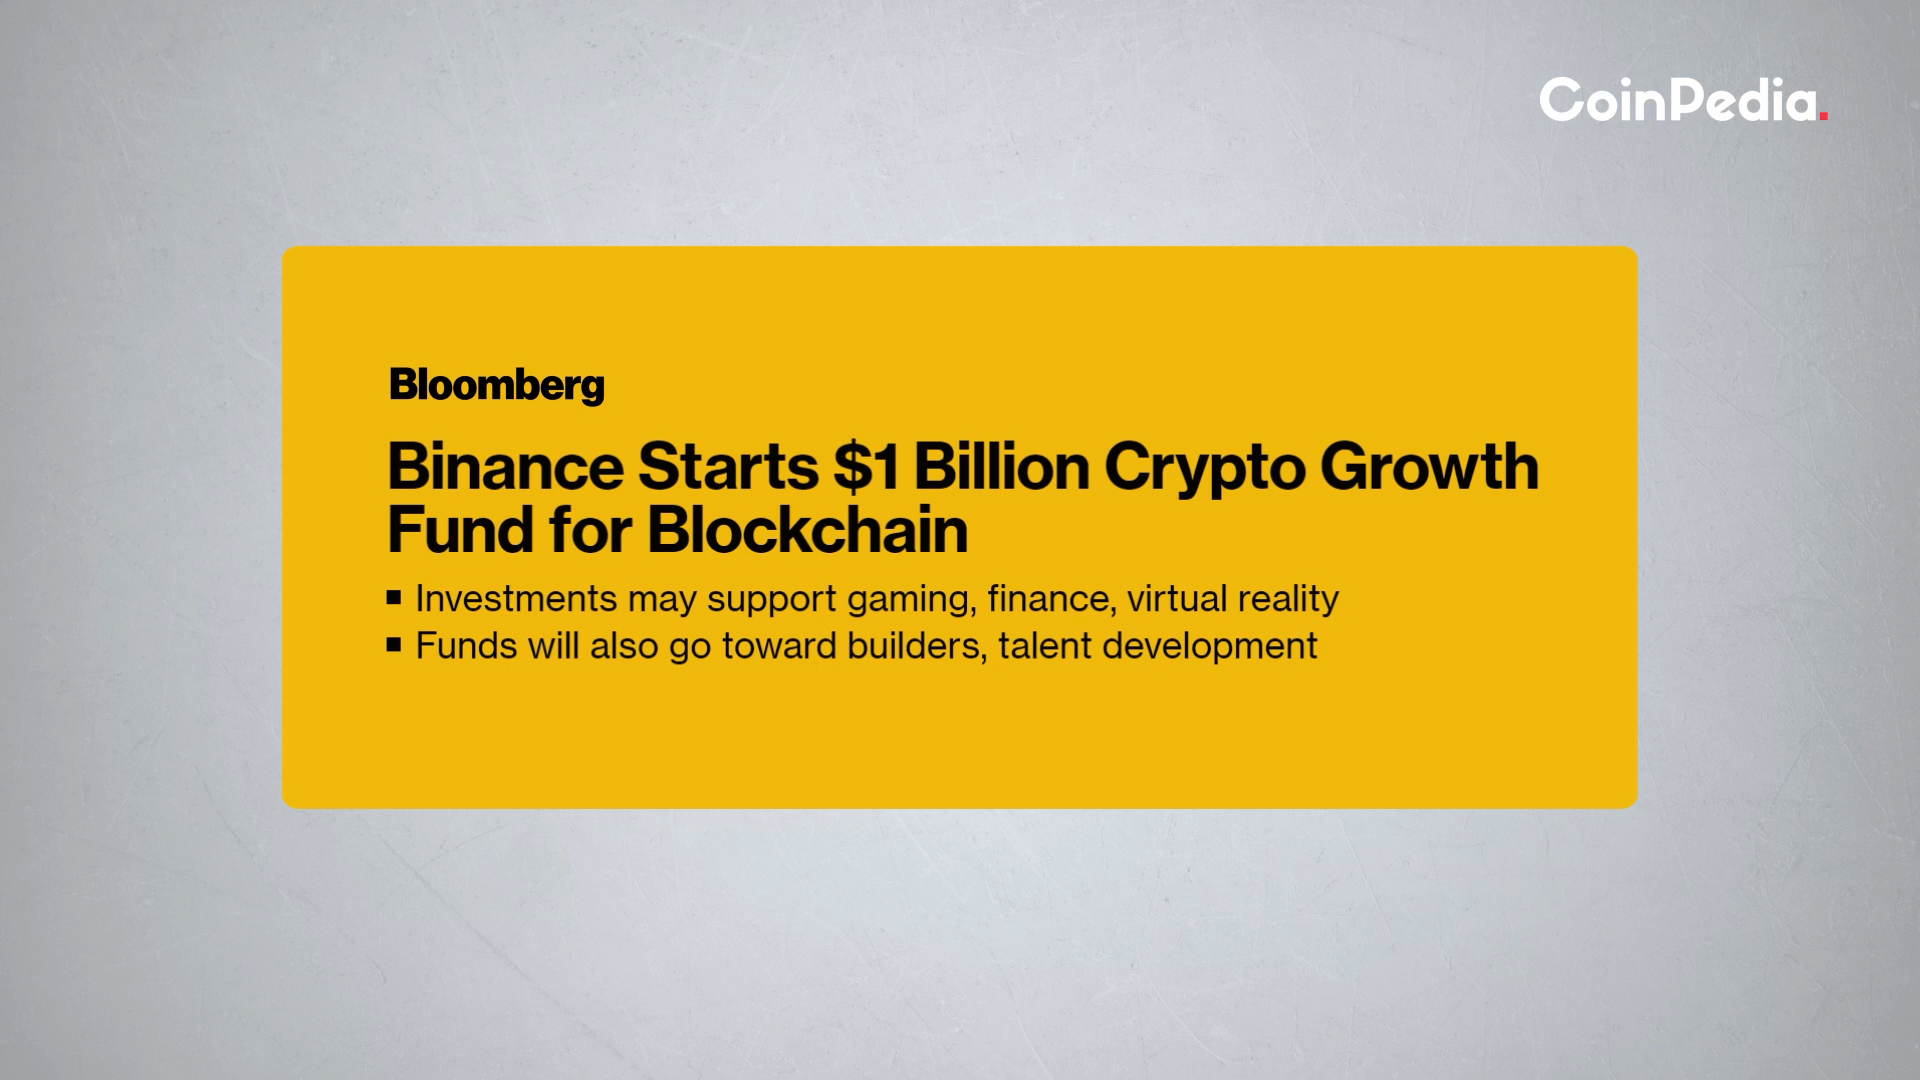 CoinPedia.
Bloomberg
Binance Starts $1 Billion Crypto Growth
Fund for Blockchain
▪ Investments may support gaming, finance, virtual reality
▪ Funds will also go toward builders, talent development